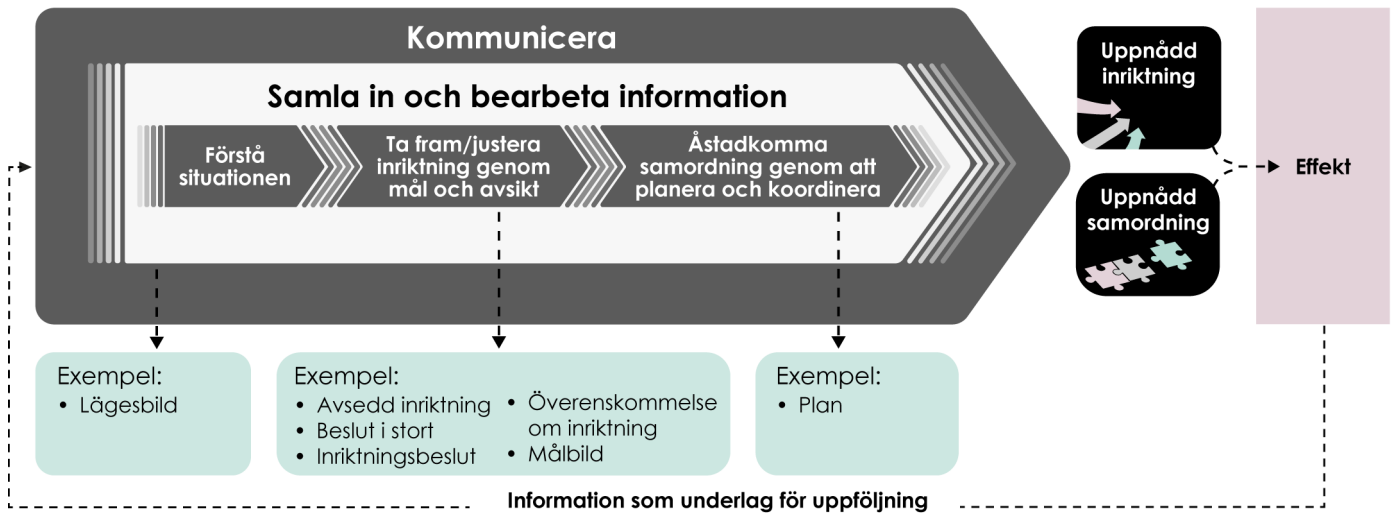 Kommunicera
Samla in och bearbeta information
Förstå
situationen
Ta fram/justera
inriktning genom
mål och avsikt
Åstadkomma
samordning genom att
planera och koordinera
Uppnådd
inriktning
Uppnådd
samordning
Effekt
Exempel:
• Lägesbild
Exempel:
• Avsedd inriktning
• Beslut i stort
• Inriktningsbeslut
• Överenskommelse
om inriktning
• Målbild
Exempel:
• Plan
Information som underlag för uppföljning